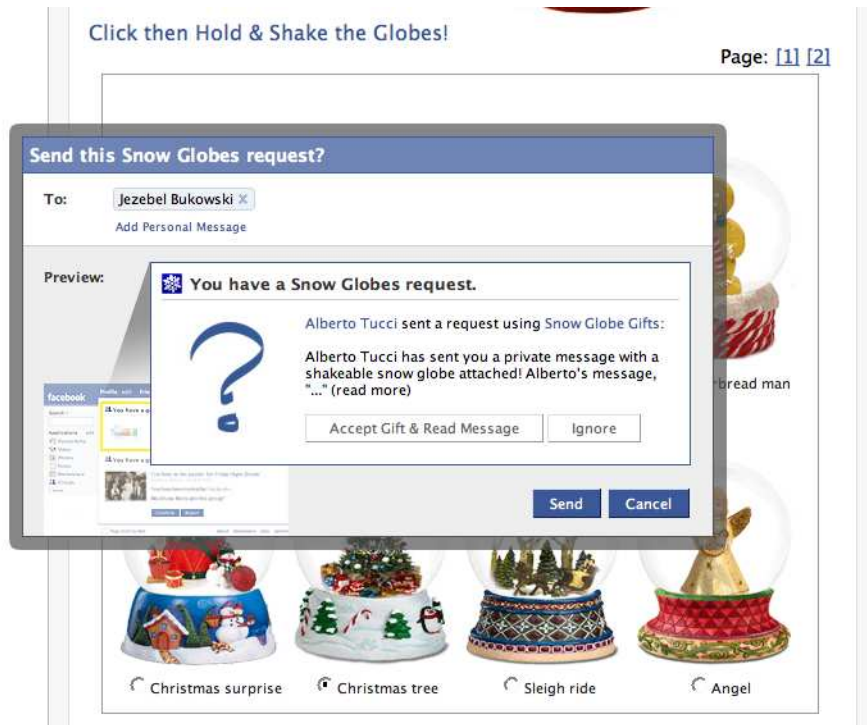 Click then Hold & Shake the Globes!
Page: [1] [2]
Send this Snow Globes request?
To:
Jezebel Bukowski x
Add Personal Message
Preview:
You have a Snow Globes request.
Alberto Tucci sent a request using Snow Globe Gifts:
Alberto Tucci has sent you a private message with a
shakeable snow globe attached! Alberto's message,
"..." (read more)
Accept Gift & Read Message
Ignore
facebook
Send
Cancel
rbread man
Christmas surprise
Christmas tree
Sleigh ride
Angel